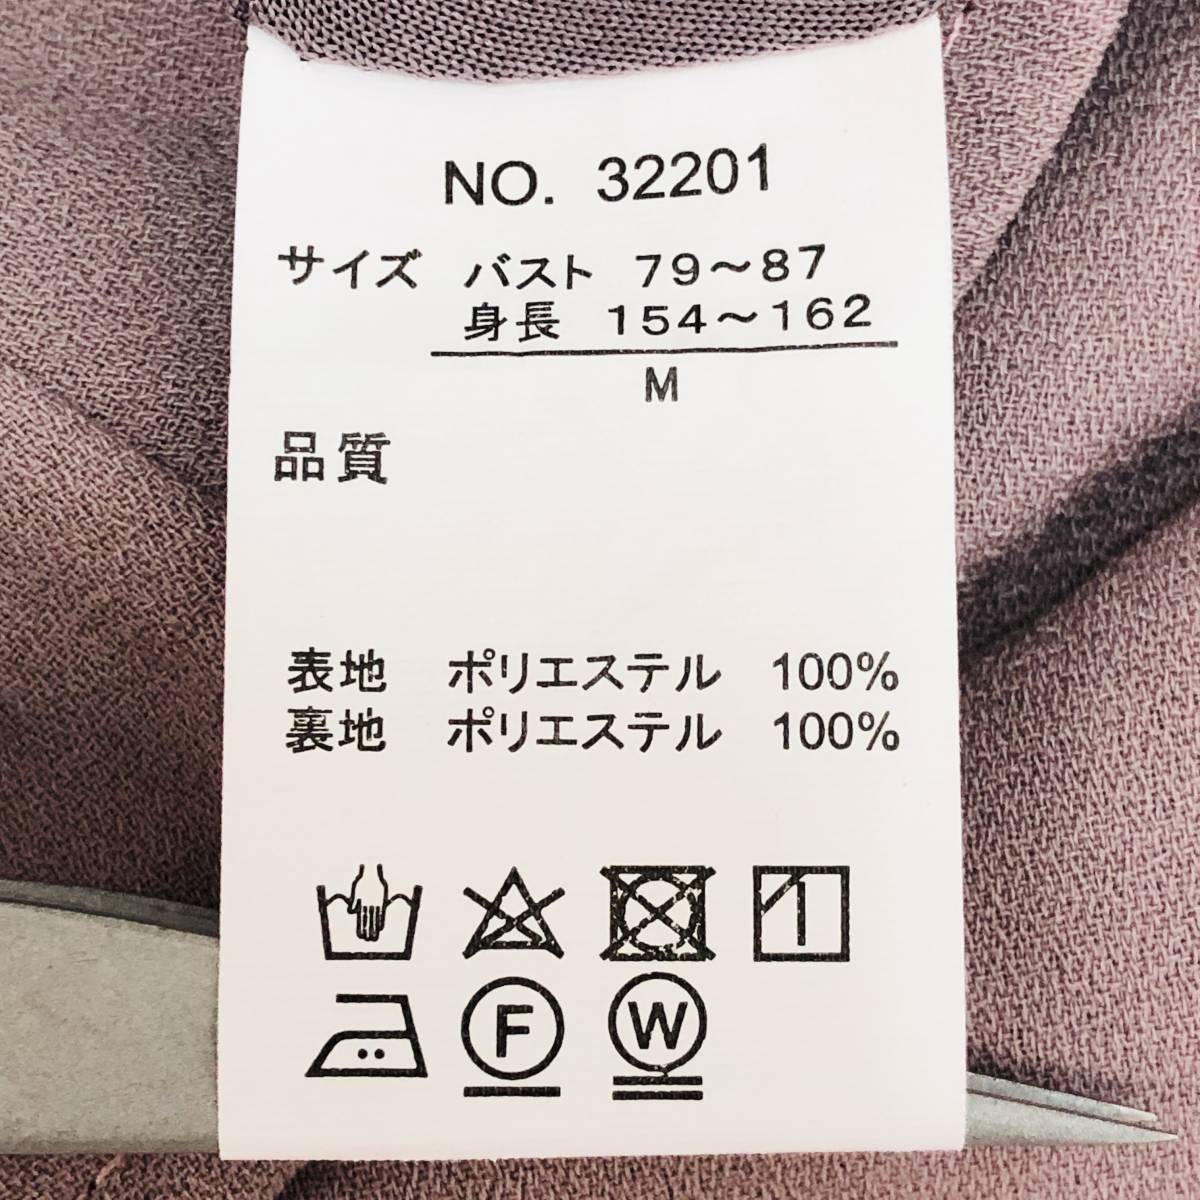 NO. 32201
サイズ バスト 79～87
身長 154～162
M
品質
表地 ポリエステル 100%
裏地 ポリエステル 100%
F
W